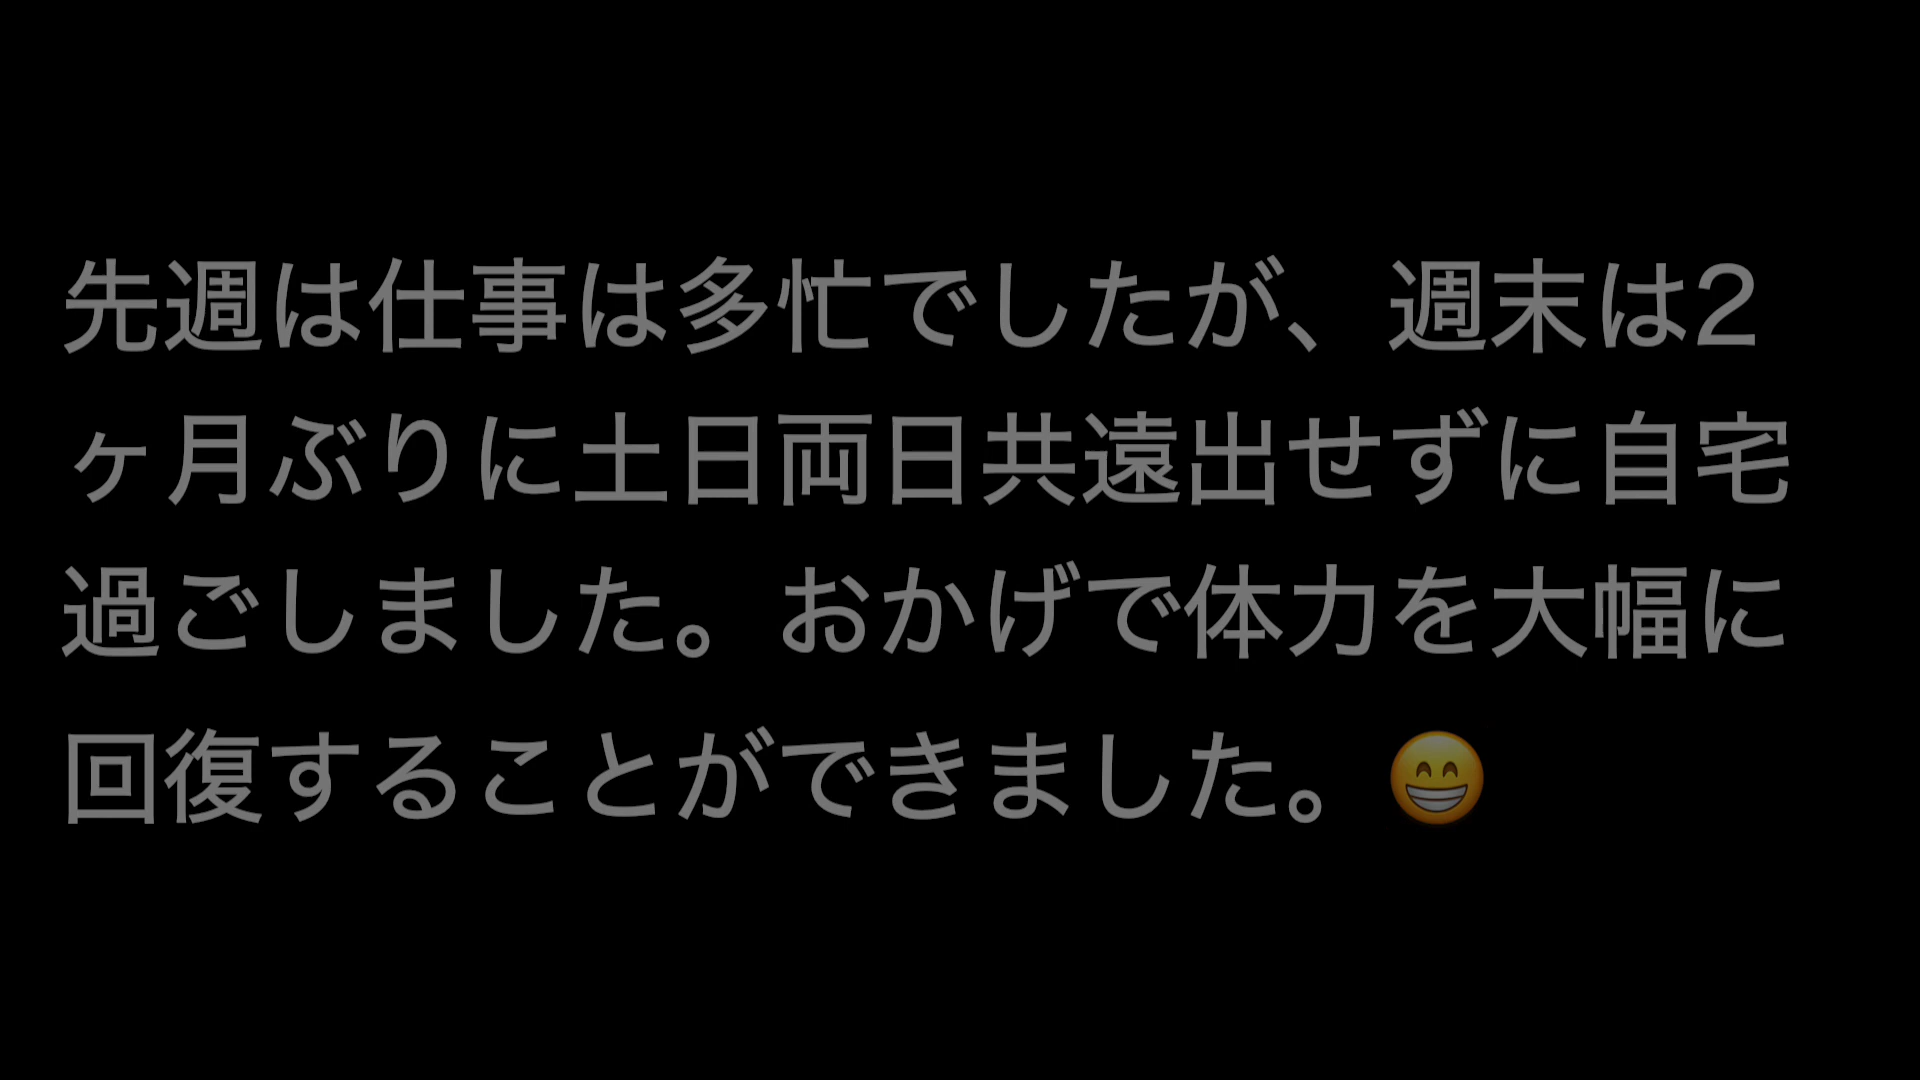 先週は仕事は多忙でしたが、週末は2
ヶ月ぶりに土日両日共遠出せずに自宅
過ごしました。おかげで体力を大幅に
回復することができました。😁